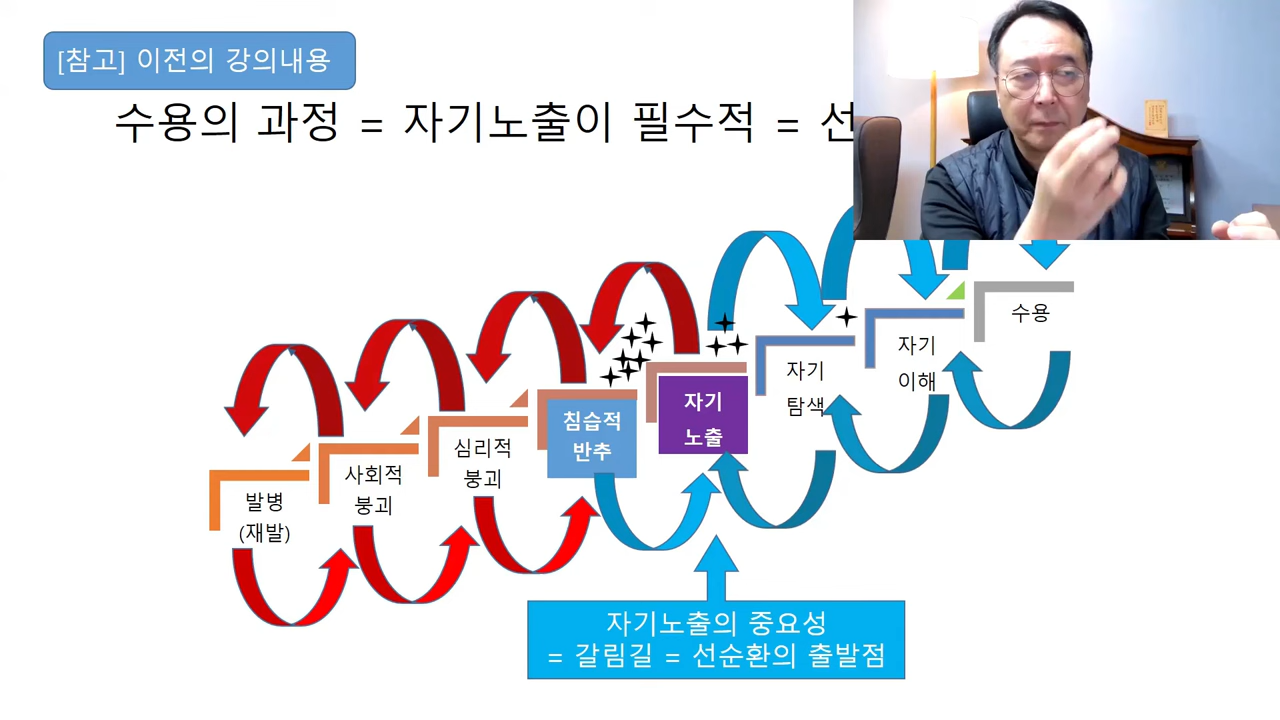 [참고] 이전의 강의내용
수용의 과정 = 자기노출이 필수적 = 선
발병
(재발)
사회적
붕괴
심리적
붕괴
침습적
반추
자기
노출
자기
탐색
자기
이해
수용
자기노출의 중요성
= 갈림길 = 선순환의 출발점